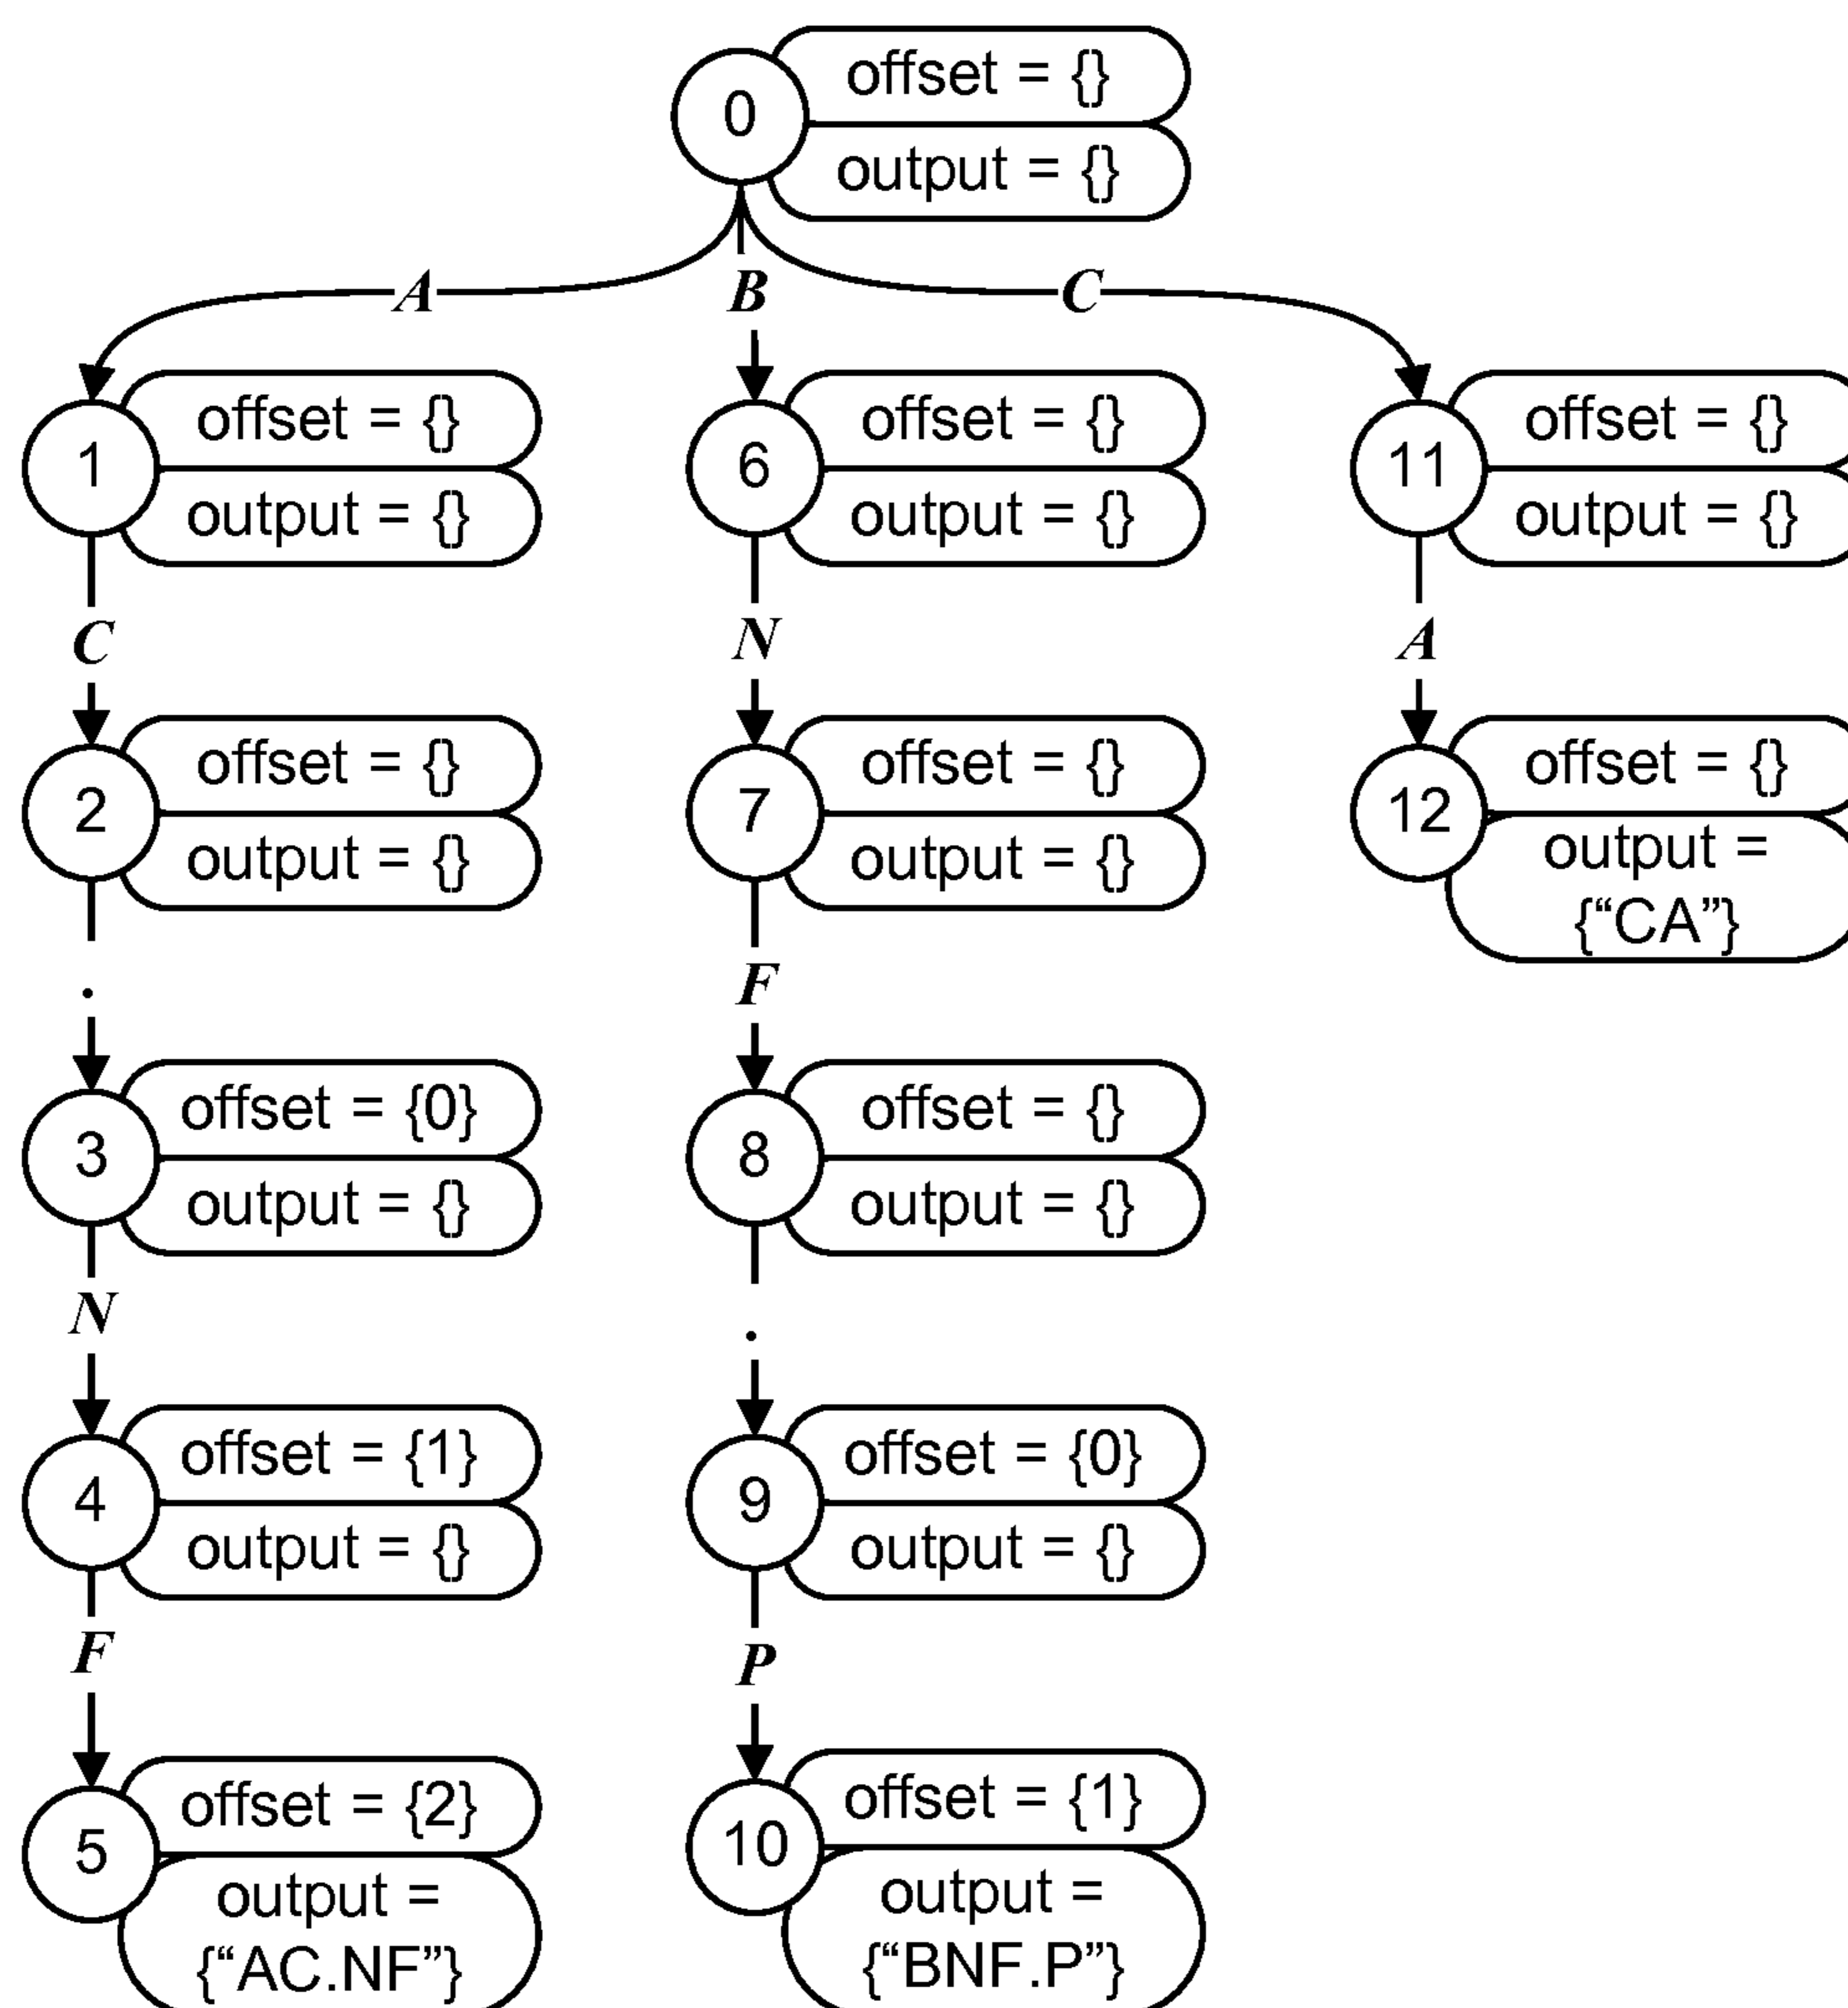 offset = {}
0
output = {}
A
B
C
offset = {}
offset = {}
offset = {}
1
6
11
output = {}
output = {}
output = {}
C
N
A
offset = {}
offset = {}
offset = {}
2
7
12
output = {}
output = {}
output =
{“CA”}
.
F
offset = {0}
offset = {}
3
8
output = {}
output = {}
N
.
offset = {1}
offset = {0}
4
9
output = {}
output = {}
F
P
offset = {2}
offset = {1}
5
10
output =
{“AC.NF”}
output =
{“BNF.P”}